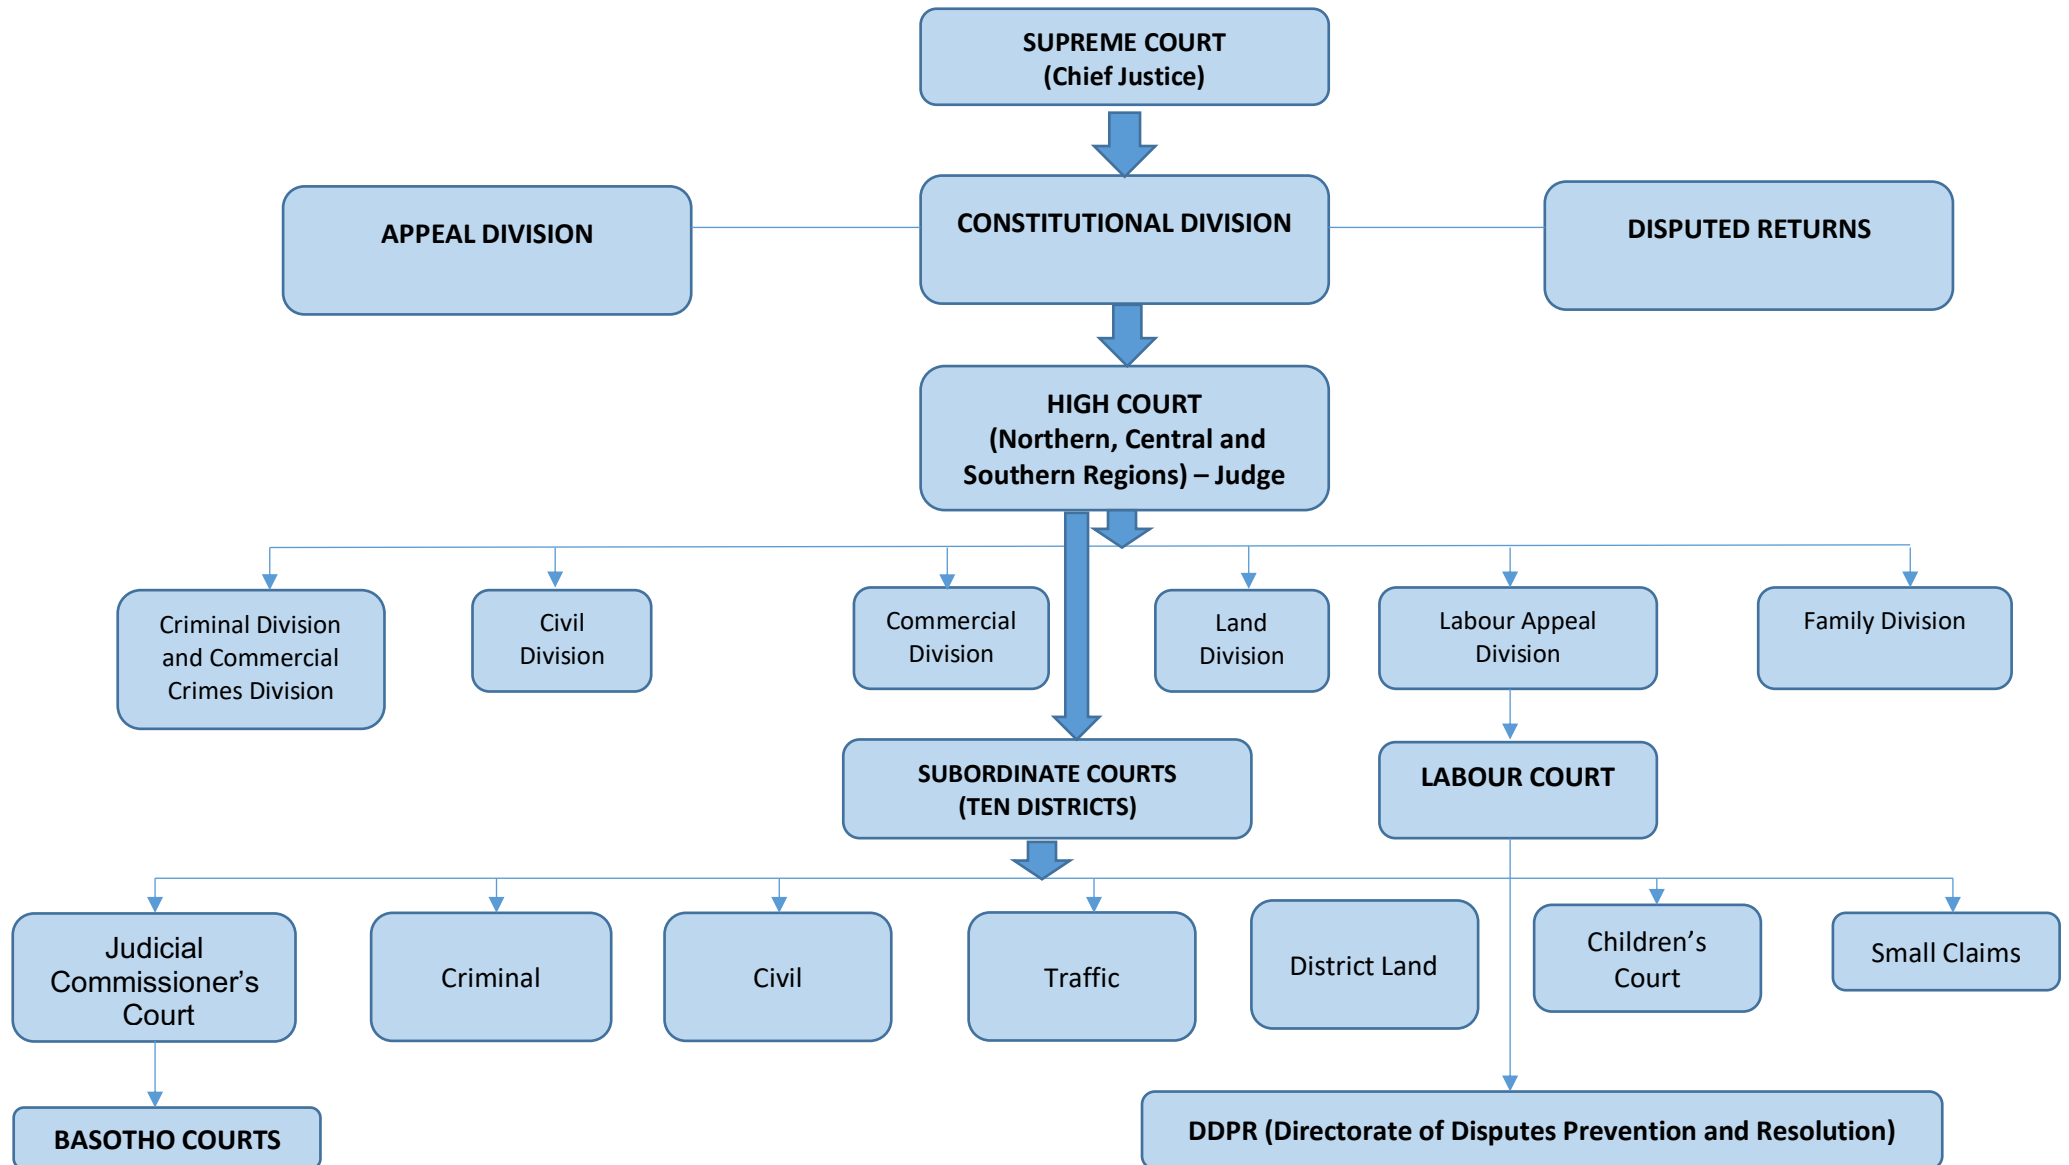 SUPREME COURT
(Chief Justice)
APPEAL DIVISION
CONSTITUTIONAL DIVISION
DISPUTED RETURNS
HIGH COURT
(Northern, Central and
Southern Regions) – Judge
Criminal Division
and Commercial
Crimes Division
Civil
Division
Commercial
Division
Land
Division
Labour Appeal
Division
Family Division
SUBORDINATE COURTS
(TEN DISTRICTS)
LABOUR COURT
Judicial
Commissioner’s
Court
Criminal
Civil
Traffic
District Land
Children’s
Court
Small Claims
BASOTHO COURTS
DDPR (Directorate of Disputes Prevention and Resolution)